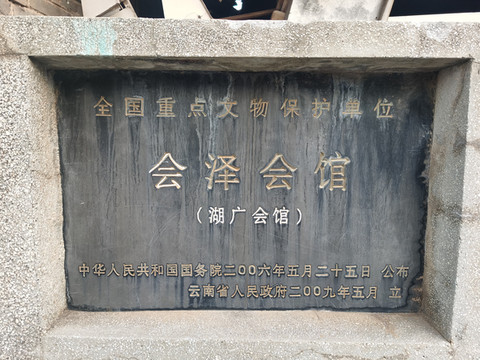 全国重点文物保护单位
会泽会馆
（湖广会馆）
中华人民共和国国务院二〇〇六年五月二十五日 公布
云南省人民政府二〇〇九年五月 立